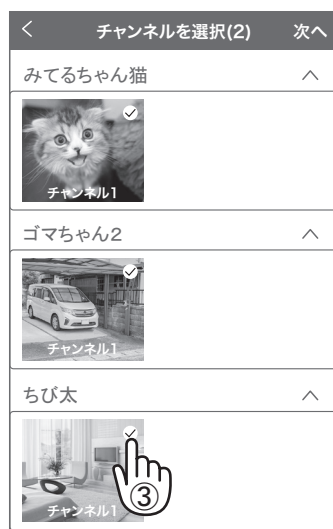 チャンネルを選択(2) 次へ
みてるちゃん猫
チャンネル1
ゴマちゃん2
チャンネル1
ちび太
チャンネル1
③